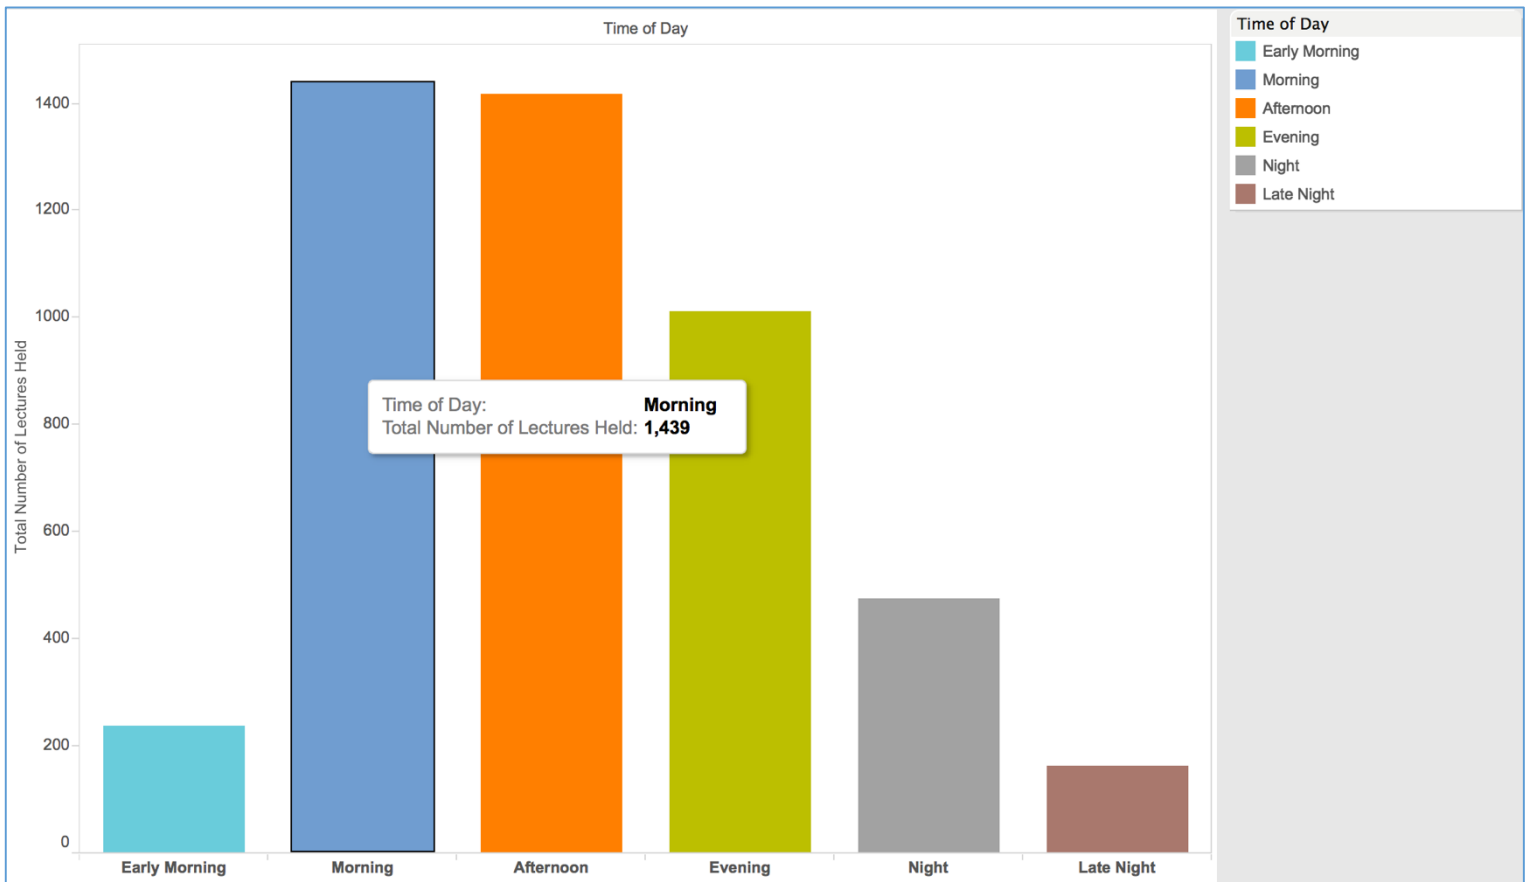 Time of Day
Time of Day
Early Morning
Morning
Afternoon
Evening
Night
Late Night
Total Number of Lectures Held
1400
1200
1000
800
600
400
200
0
Time of Day: Morning
Total Number of Lectures Held: 1,439
Early Morning Morning Afternoon Evening Night Late Night